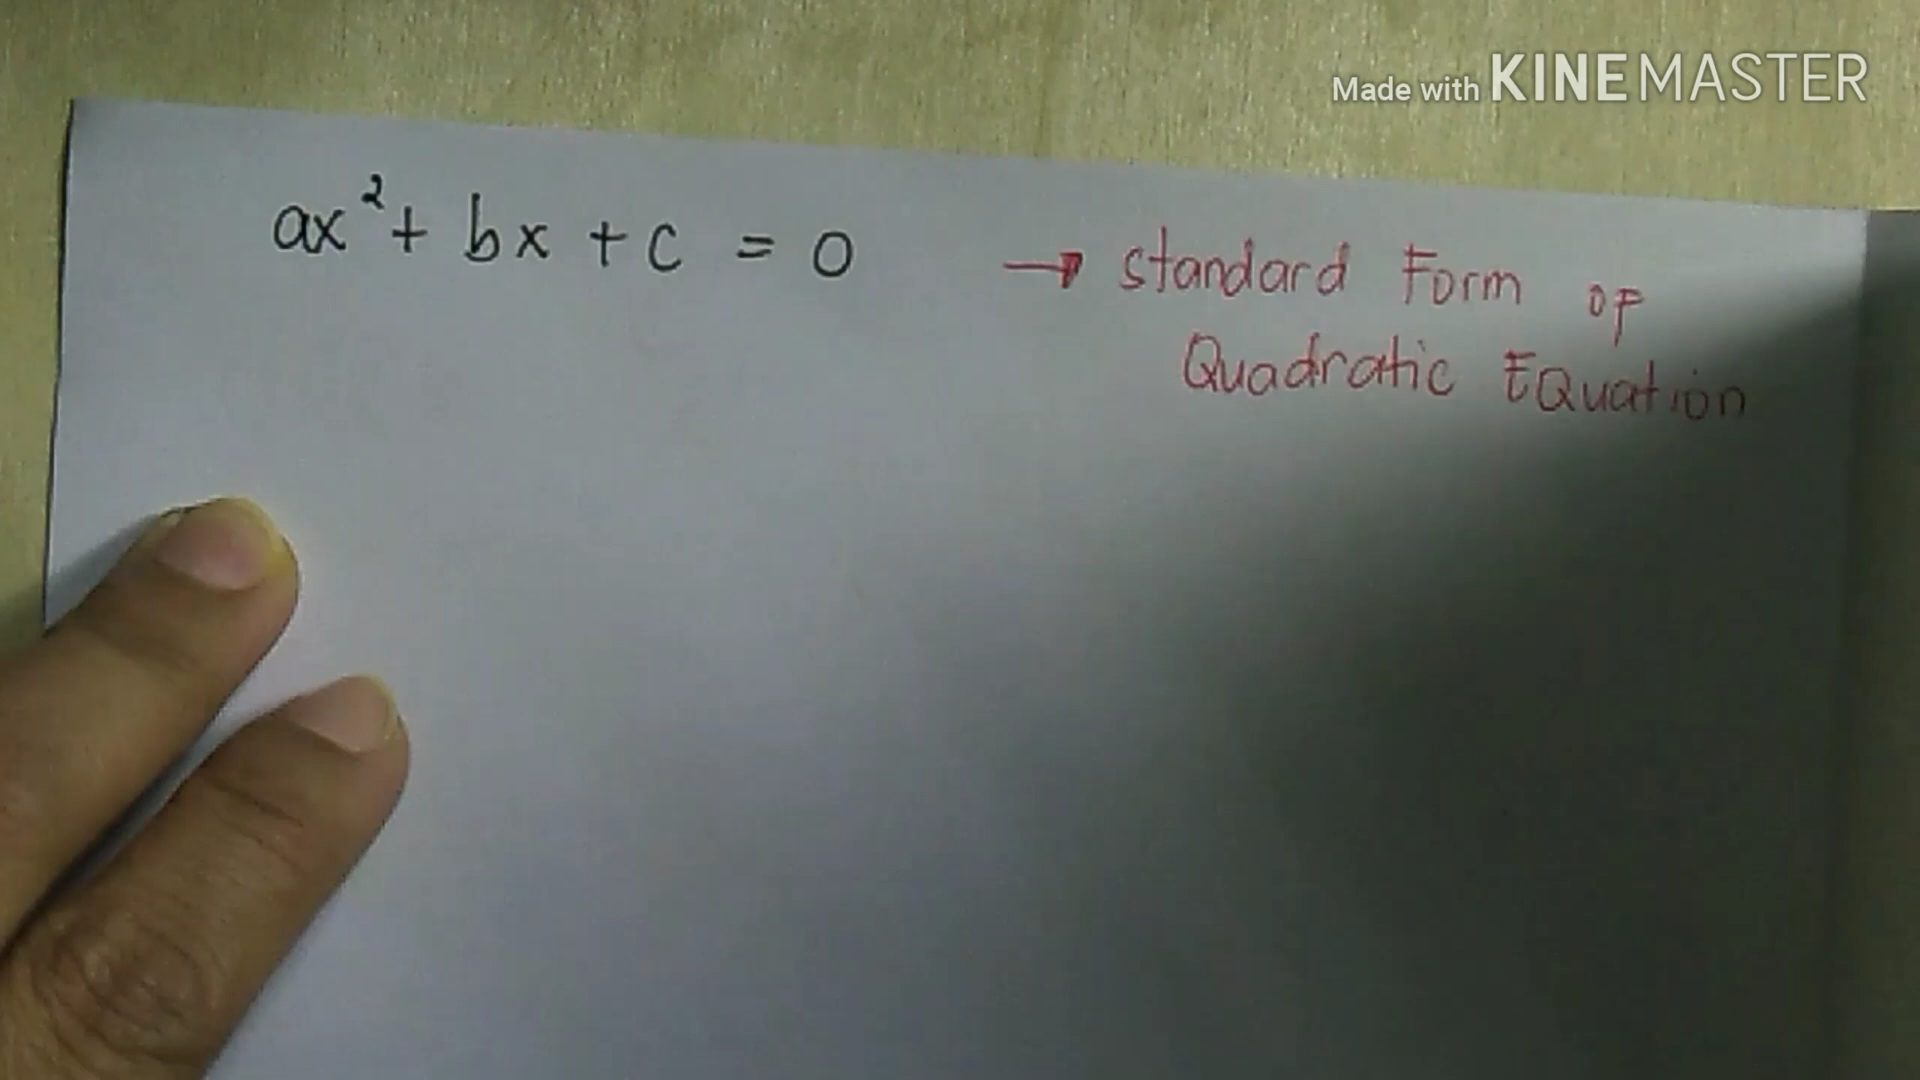 Made with KINEMASTER
ax² + bx + c = 0 → Standard Form of
Quadratic Equation